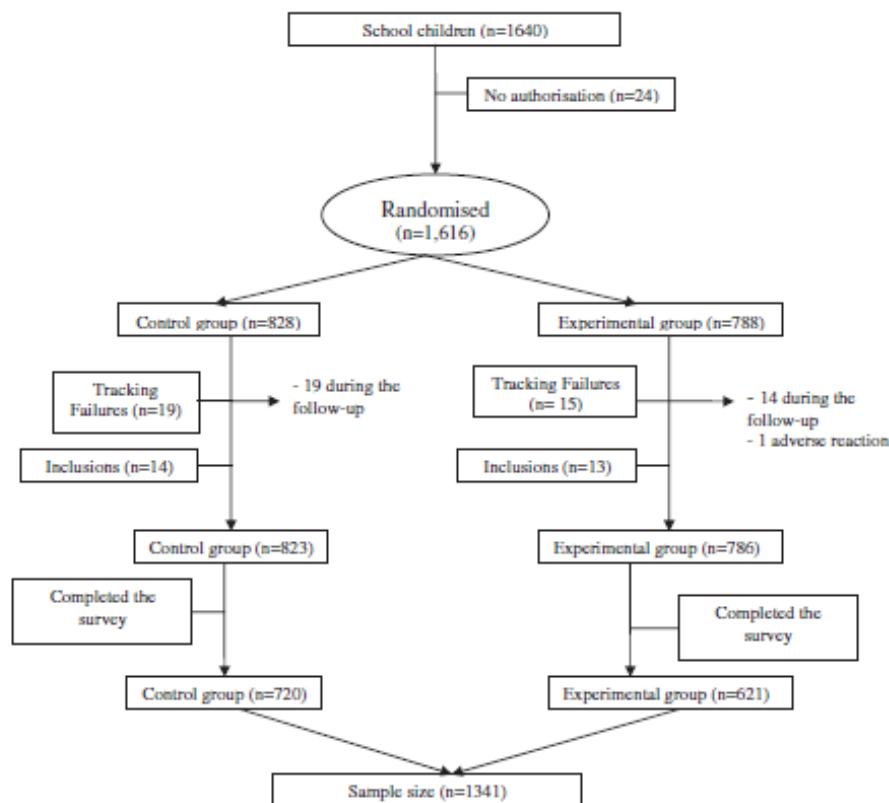 School children (n=1640)
No authorisation (n=24)
Randomised
(n=1,616)
Control group (n=828)
Experimental group (n=788)
Tracking
Failures (n=19)
- 19 during the
follow-up
Tracking Failures
(n= 15)
- 14 during the
follow-up
- 1 adverse reaction
Inclusions (n=14)
Inclusions (n=13)
Control group (n=823)
Experimental group (n=786)
Completed the
survey
Completed the
survey
Control group (n=720)
Experimental group (n=621)
Sample size (n=1341)